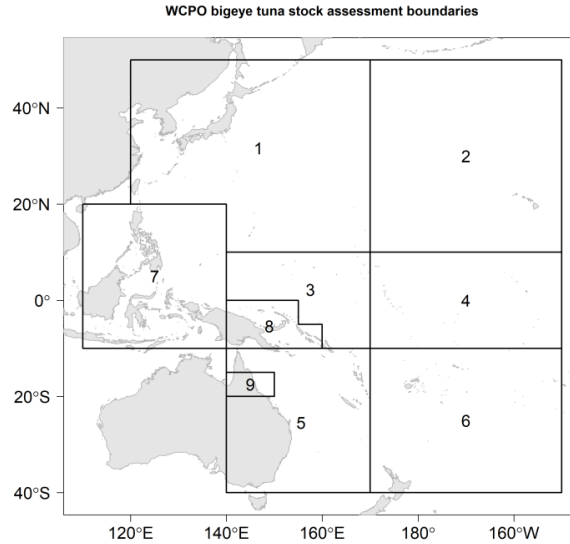 WCPO bigeye tuna stock assessment boundaries
40°N
20°N
0°
20°S
40°S
1
2
3
4
7
8
9
5
6
120°E
140°E
160°E
180°
160°W